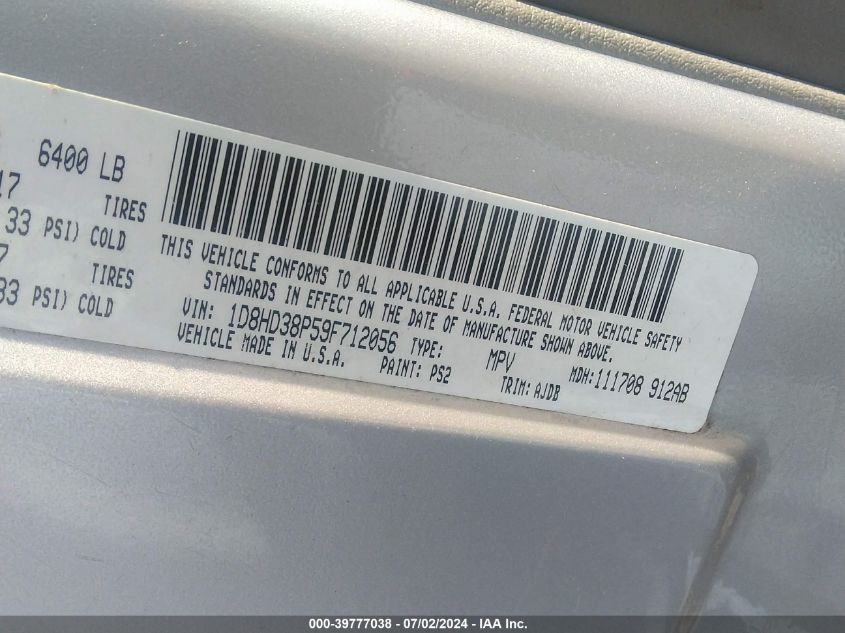 6400 LB
17
TIRES
33 PSI) COLD
7
TIRES
33 PSI) COLD
THIS VEHICLE CONFORMS TO ALL APPLICABLE U.S.A. FEDERAL MOTOR VEHICLE SAFETY
STANDARDS IN EFFECT ON THE DATE OF MANUFACTURE SHOWN ABOVE.
VIN: 1D8HD38P59F712056 TYPE: MPV MDH:111708 912AB
VEHICLE MADE IN U.S.A. PAINT: PS2 TRIM: AJDB
000-39777038 - 07/02/2024 - IAA Inc.